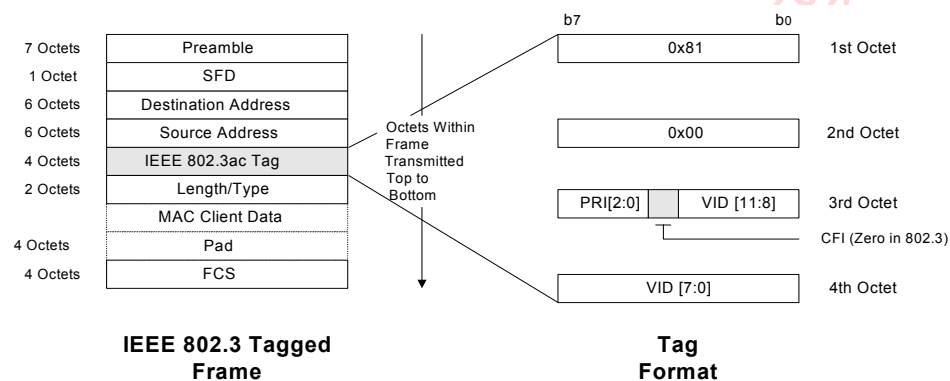 b7 b0
7 Octets Preamble
1 Octet SFD
6 Octets Destination Address
6 Octets Source Address
4 Octets IEEE 802.3ac Tag
2 Octets Length/Type
MAC Client Data
4 Octets Pad
4 Octets FCS
Octets Within
Frame
Transmitted
Top to
Bottom
0x81 1st Octet
0x00 2nd Octet
PRI[2:0] VID [11:8] 3rd Octet
CFI (Zero in 802.3)
VID [7:0] 4th Octet
IEEE 802.3 Tagged
Frame
Tag
Format